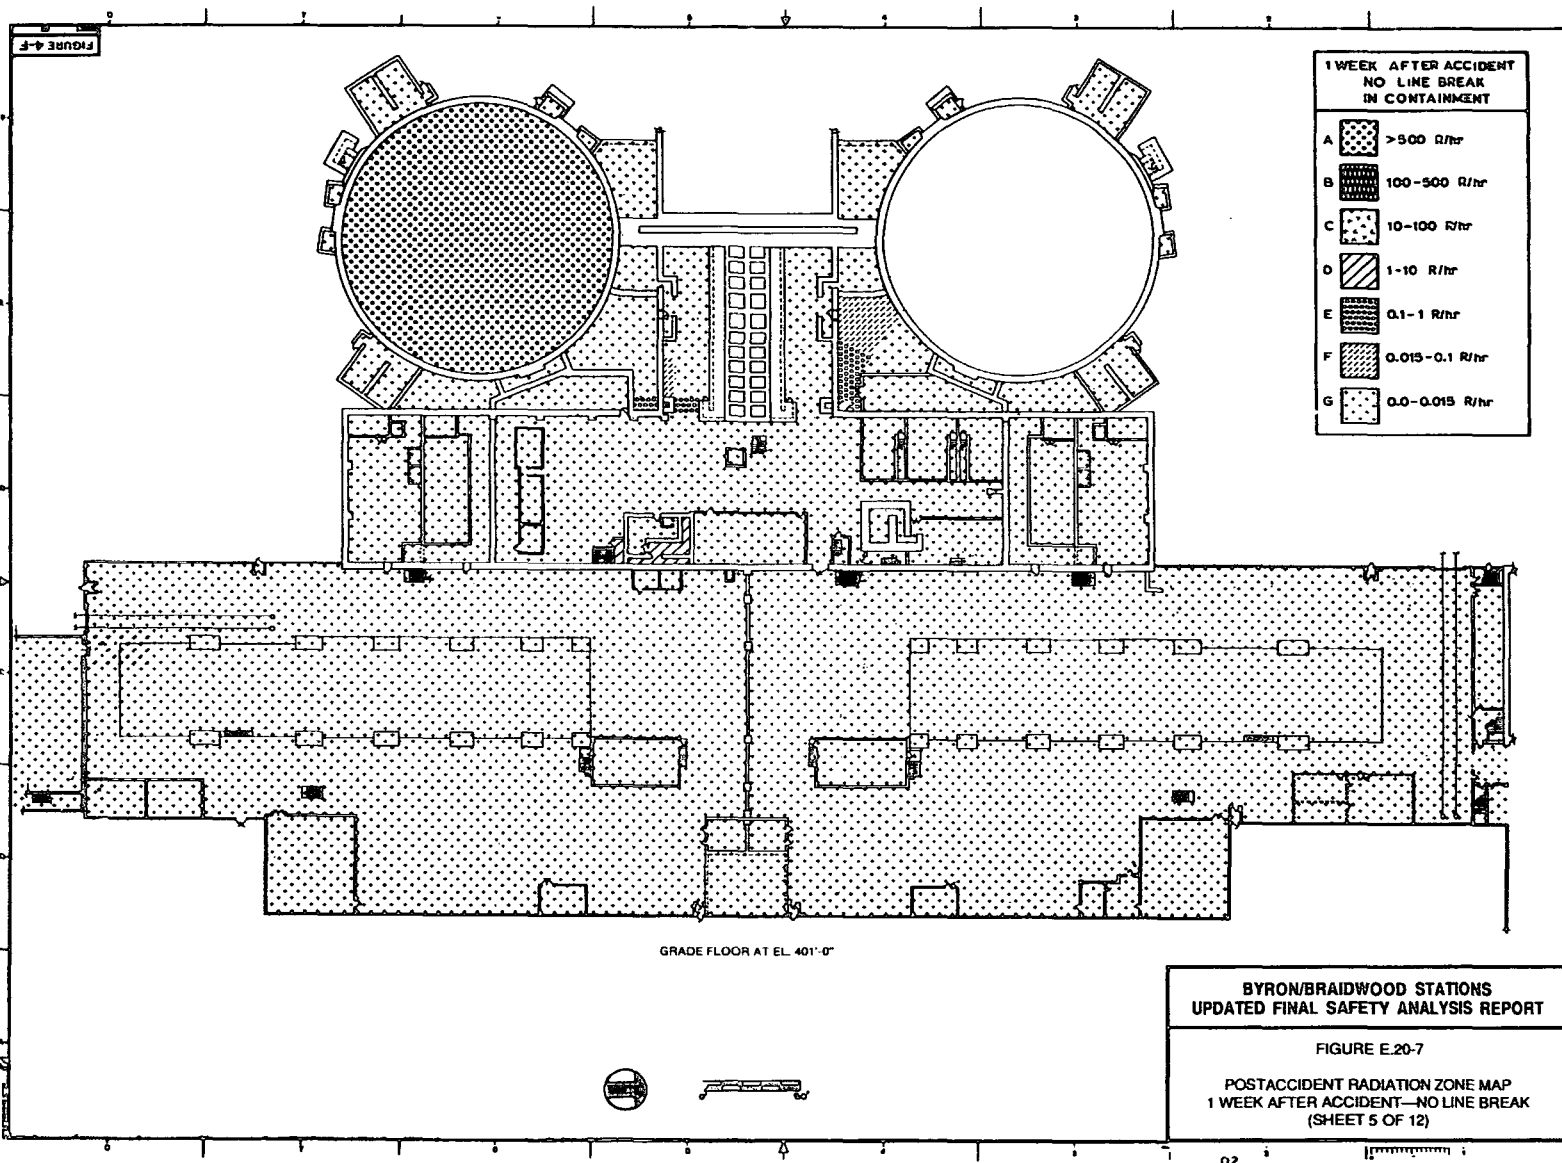 FIGURE 4-F
1 WEEK AFTER ACCIDENT
NO LINE BREAK
IN CONTAINMENT
A >500 R/hr
B 100-500 R/hr
C 10-100 R/hr
D 1-10 R/hr
E 0.1-1 R/hr
F 0.015-0.1 R/hr
G 0.0-0.015 R/hr
GRADE FLOOR AT EL. 401'-0"
BYRON/BRAIDWOOD STATIONS
UPDATED FINAL SAFETY ANALYSIS REPORT
FIGURE E.20-7
POSTACCIDENT RADIATION ZONE MAP
1 WEEK AFTER ACCIDENT—NO LINE BREAK
(SHEET 5 OF 12)